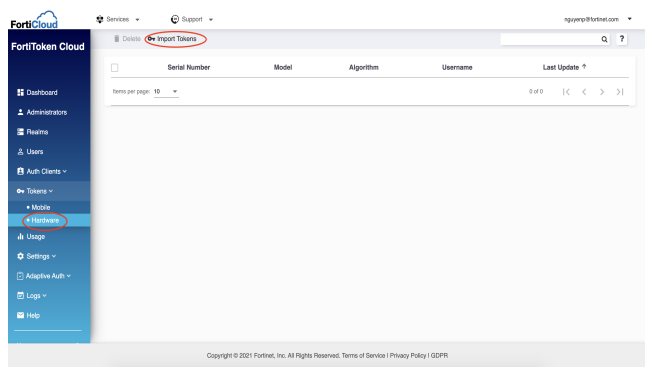 FortiCloud
Services
Support
nguyenp@fortinet.com
FortiToken Cloud
Delete
Import Tokens
?
Serial Number Model Algorithm Username Last Update ↑
Items per page: 10
0 of 0
Dashboard
Administrators
Realms
Users
Auth Clients
Tokens
Mobile
Hardware
Usage
Settings
Adaptive Auth
Logs
Help
Copyright © 2021 Fortinet, Inc. All Rights Reserved. Terms of Service I Privacy Policy I GDPR